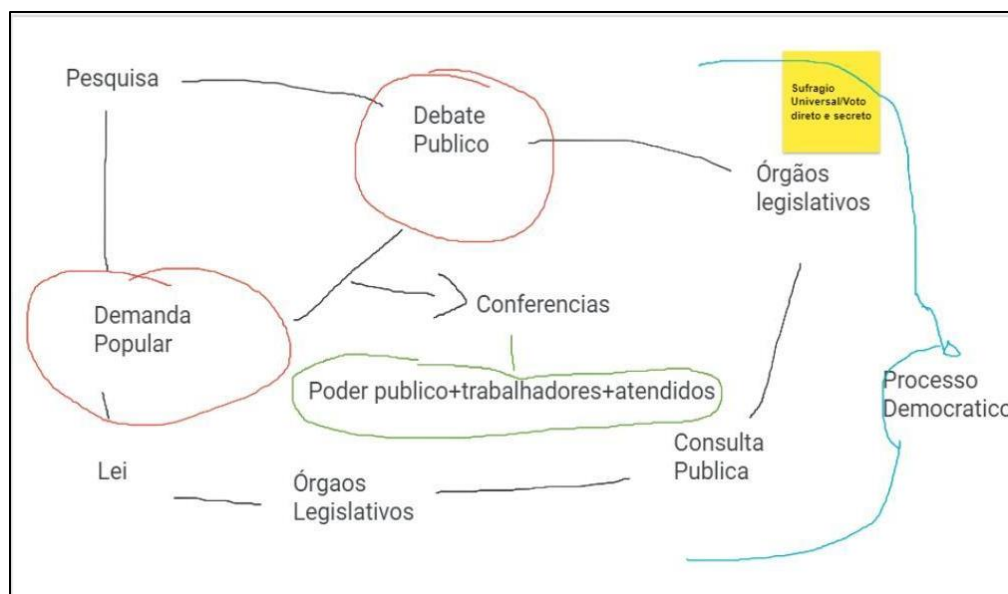 Pesquisa
Debate
Publico
Sufragio
Universal/Voto
direto e secreto
Órgãos
legislativos
Demanda
Popular
Conferencias
Poder publico+trabalhadores+atendidos
Processo
Democratico
Consulta
Publica
Lei
Órgaos
Legislativos